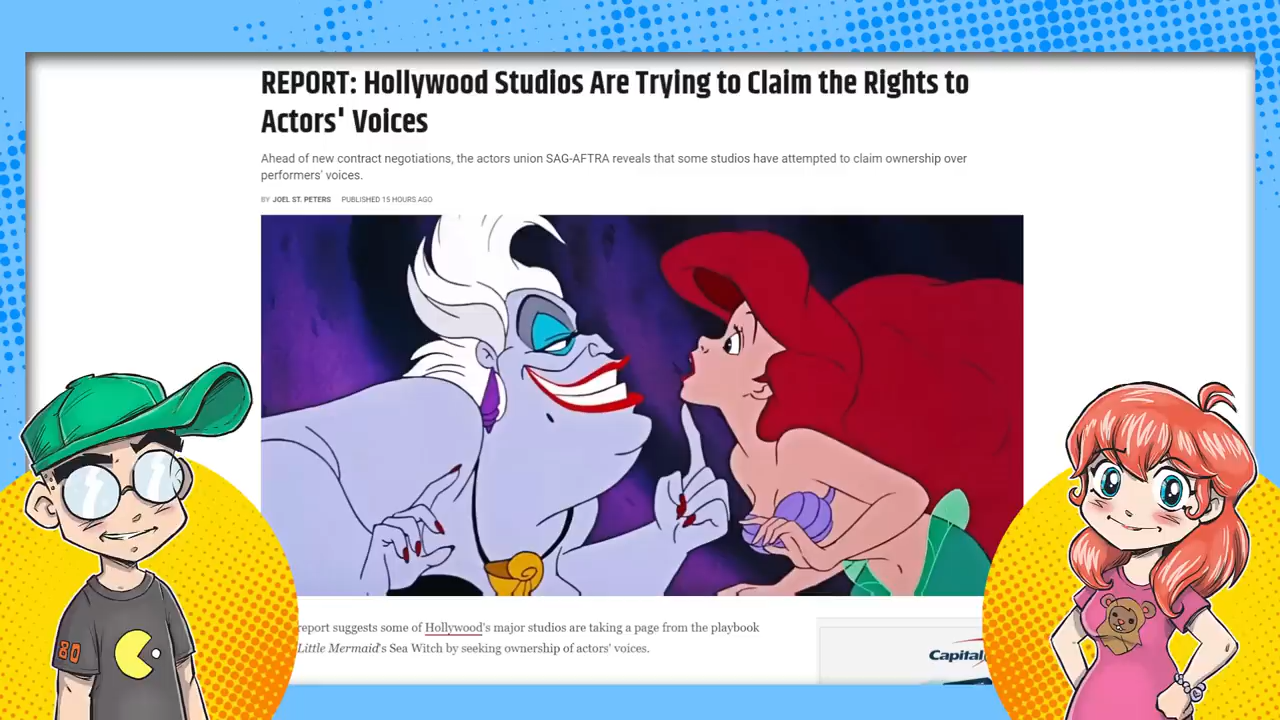 REPORT: Hollywood Studios Are Trying to Claim the Rights to
Actors' Voices
Ahead of new contract negotiations, the actors union SAG-AFTRA reveals that some studios have attempted to claim ownership over
performers' voices.
BY JOEL ST. PETERS PUBLISHED 15 HOURS AGO
report suggests some of Hollywood's major studios are taking a page from the playbook
Little Mermaid's Sea Witch by seeking ownership of actors' voices.
Capital
80